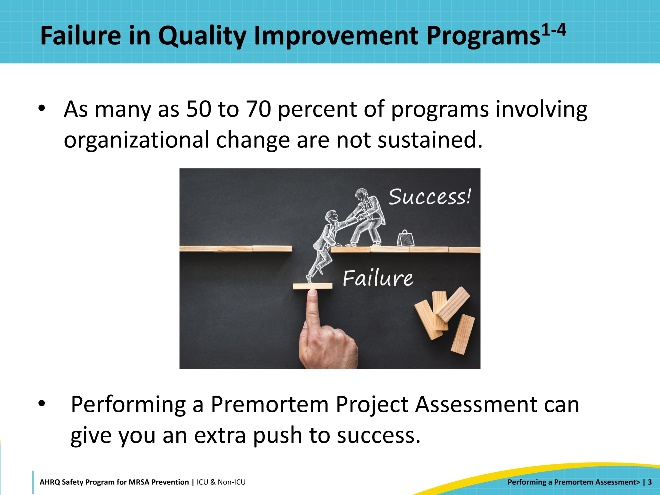 Failure in Quality Improvement Programs1-4
• As many as 50 to 70 percent of programs involving
organizational change are not sustained.
Success!
Failure
• Performing a Premortem Project Assessment can
give you an extra push to success.
AHRQ Safety Program for MRSA Prevention | ICU & Non-ICU
Performing a Premortem Assessment> | 3